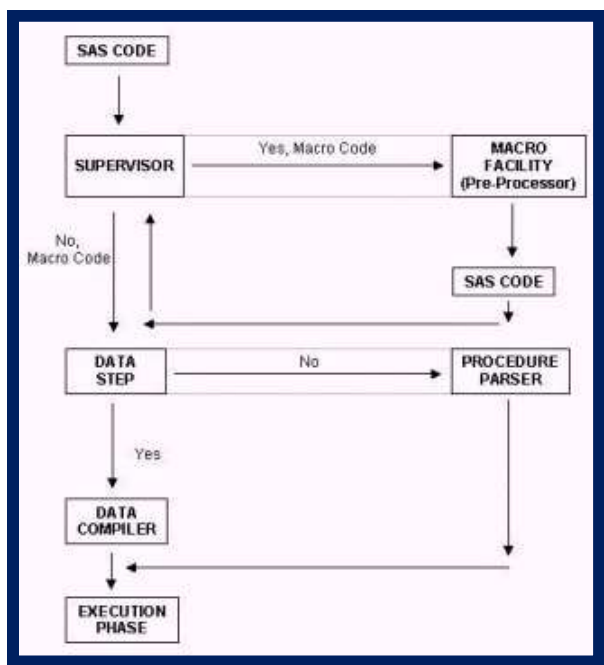 SAS CODE
SUPERVISOR
Yes, Macro Code
MACRO
FACILITY
(Pre-Processor)
No,
Macro Code
SAS CODE
DATA
STEP
No
PROCEDURE
PARSER
Yes
DATA
COMPILER
EXECUTION
PHASE